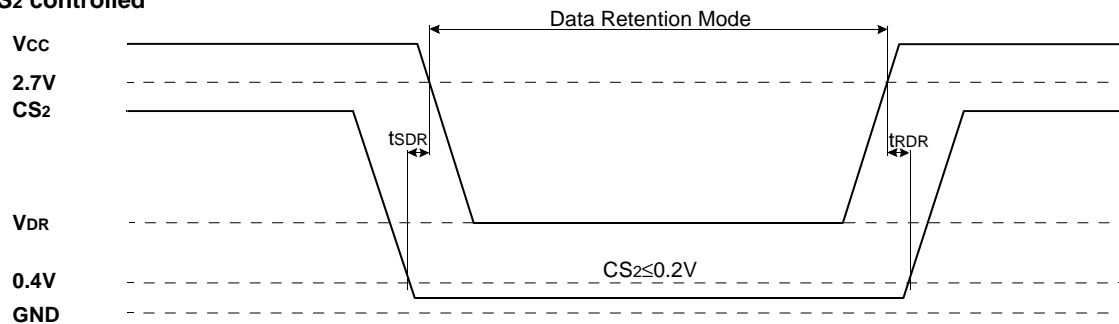 S2 controlled
Data Retention Mode
VCC
2.7V
CS2
tSDR
tRDR
VDR
CS2≤0.2V
0.4V
GND